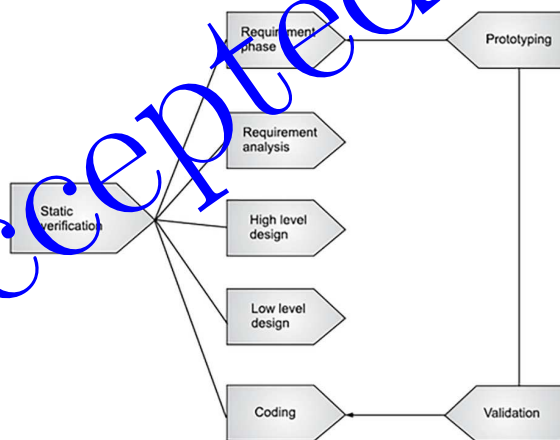 Requirement
phase
Prototyping
Requirement
analysis
Static
verification
High level
design
Low level
design
Coding
Validation
ccepted